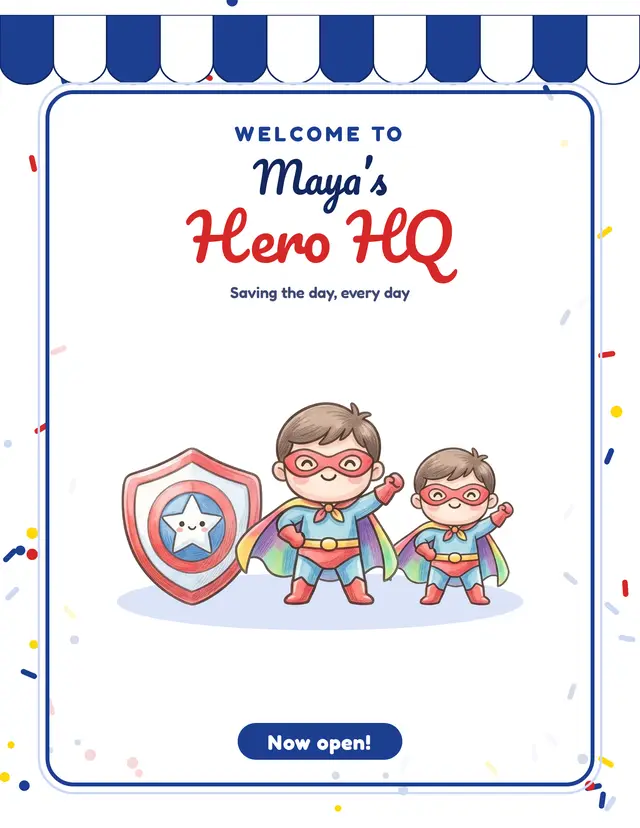 WELCOME TO
Maya's
Hero HQ
Saving the day, every day
Now open!